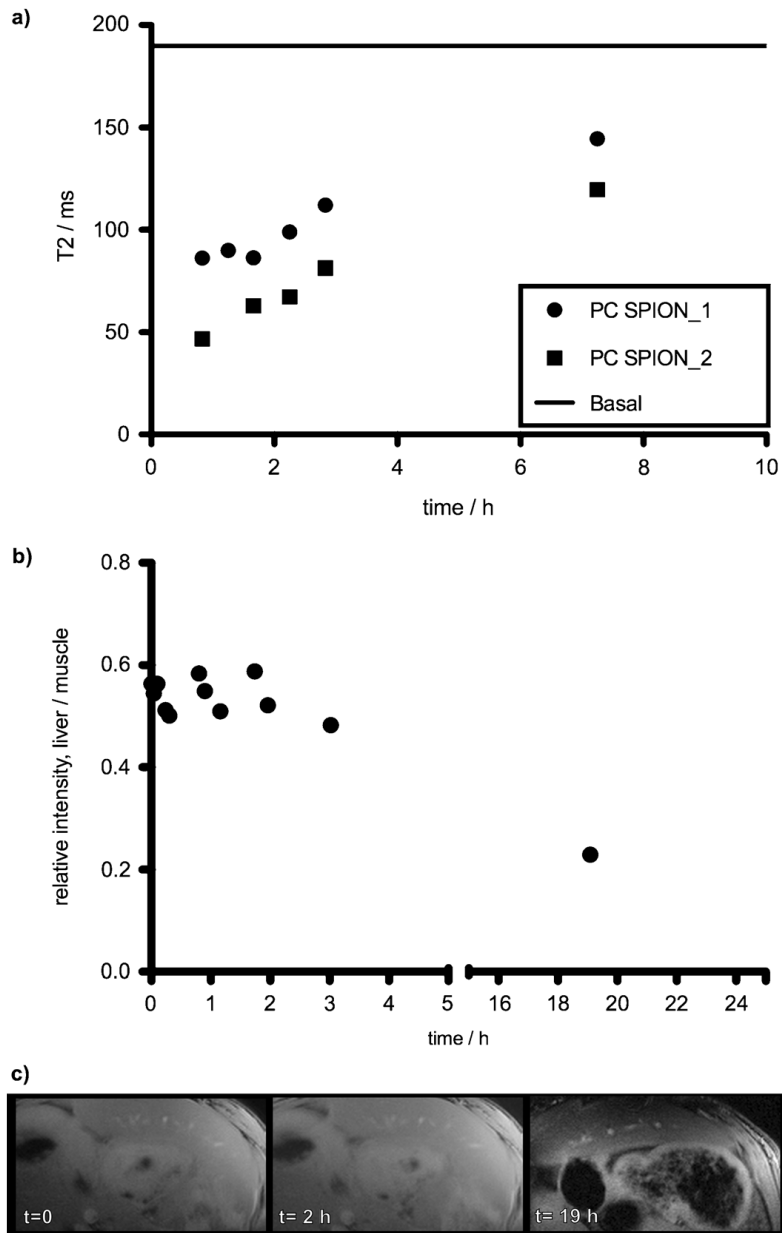 a)
200
150
100
50
0
T2 / ms
0 2 4 6 8 10
time / h
PC SPION_1
PC SPION_2
Basal
b)
0.8
0.6
0.4
0.2
0.0
relative intensity, liver / muscle
0 1 2 3 4 5 16 18 20 22 24
time / h
c)
t=0 t= 2 h t= 19 h